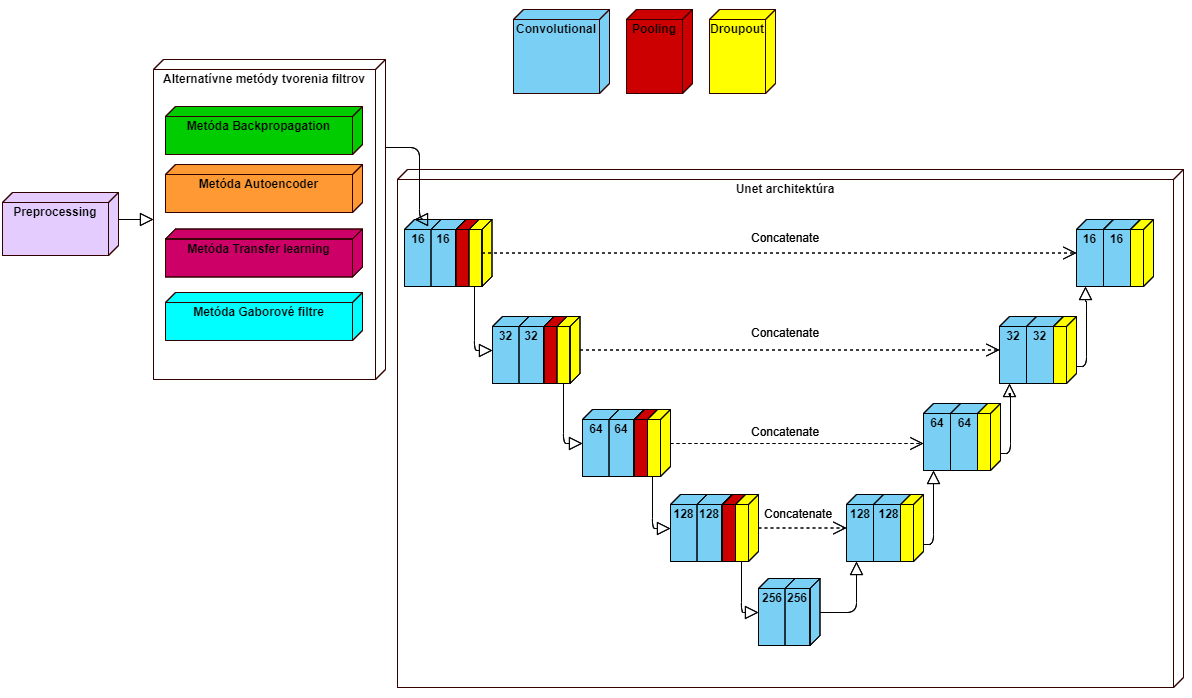 Convolutional
Pooling
Droupout
Alternatívne metódy tvorenia filtrov
Metóda Backpropagation
Metóda Autoencoder
Metóda Transfer learning
Metóda Gaborové filtre
Preprocessing
Unet architektúra
16 16
Concatenate
16 16
32 32
Concatenate
32 32
64 64
Concatenate
64 64
128 128
Concatenate
128 128
256 256